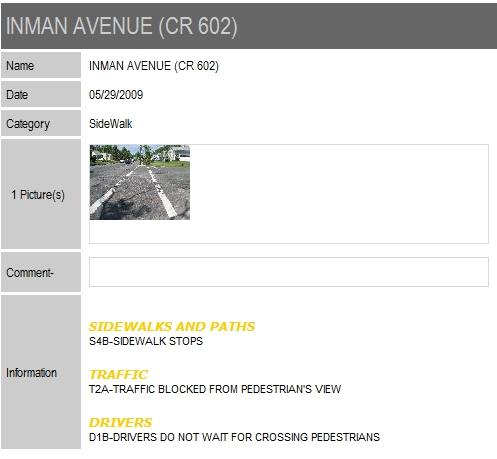 INMAN AVENUE (CR 602)
Name
INMAN AVENUE (CR 602)
Date
05/29/2009
Category
SideWalk
1 Picture(s)
Comment-
Information
SIDEWALKS AND PATHS
S4B-SIDEWALK STOPS
TRAFFIC
T2A-TRAFFIC BLOCKED FROM PEDESTRIAN'S VIEW
DRIVERS
D1B-DRIVERS DO NOT WAIT FOR CROSSING PEDESTRIANS